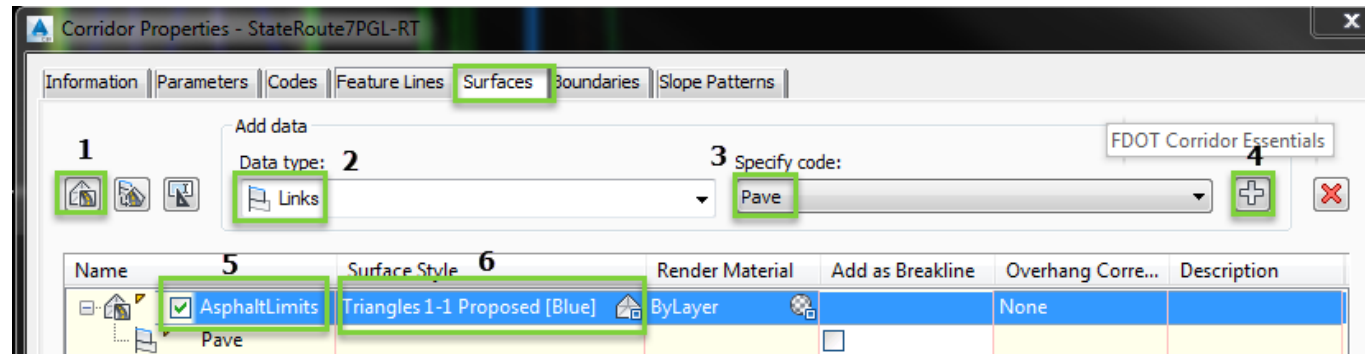 Corridor Properties - StateRoute7PGL-RT
x
Information Parameters Codes Feature Lines Surfaces Boundaries Slope Patterns
Add data
FDOT Corridor Essentials
1
Data type: 2
3 Specify code:
4
Links
Pave
5
6
Name Surface Style Render Material Add as Breakline Overhang Corre... Description
AsphaltLimits Triangles 1-1 Proposed [Blue] ByLayer None
Pave